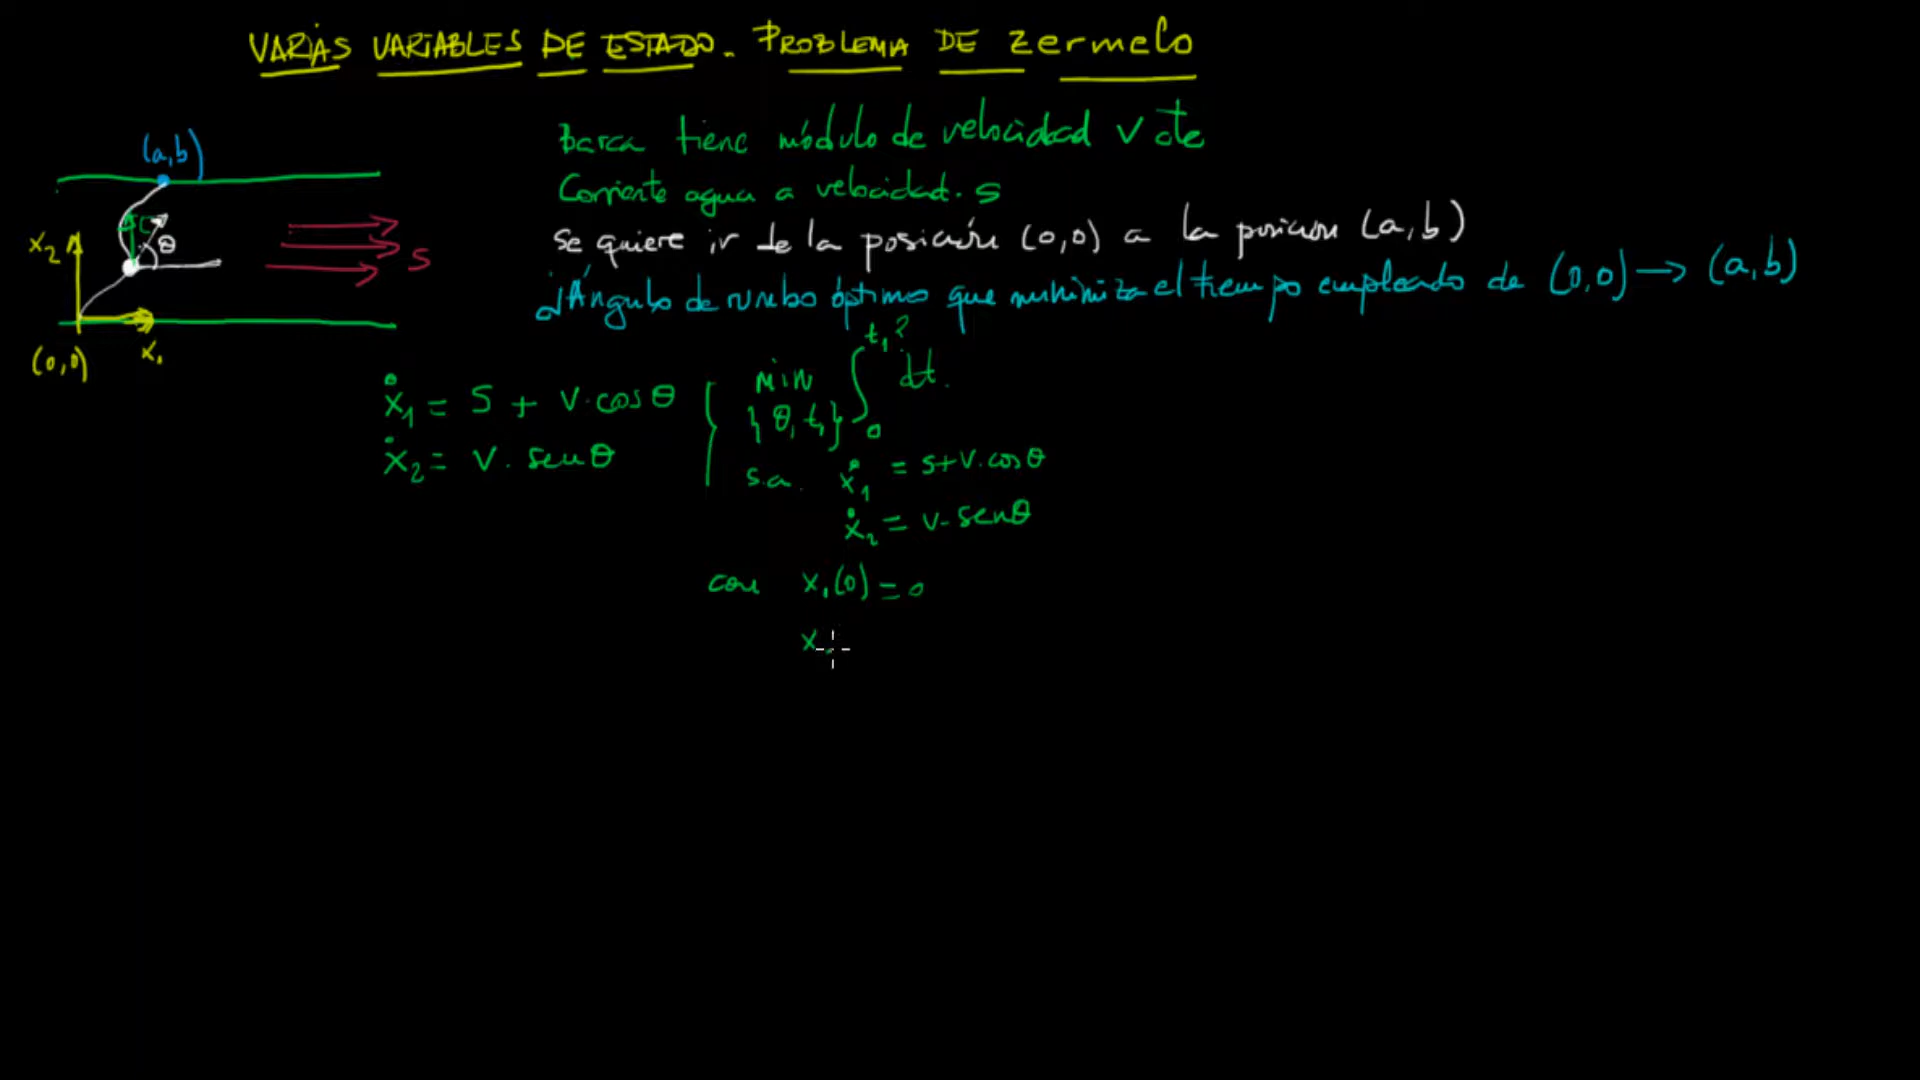 VARIAS VARIABLES DE ESTADO. PROBLEMA DE Zermelo
Barca tiene módulo de velocidad V cte
Corriente agua a velocidad. S
Se quiere ir de la posición (0,0) a la posición (a,b)
¿Ángulo de rumbo óptimo que minimiza el tiempo empleado de (0,0) → (a,b)
(a,b)
x₂
θ
S
(0,0)
x₁
ẋ₁ = S + V·cosθ
ẋ₂ = V · senθ
min ∫₀^{t₁?} dt.
{θ, t₁}
s.a. ẋ₁ = S+V.cosθ
ẋ₂ = V. senθ
con x₁(0) = 0
x